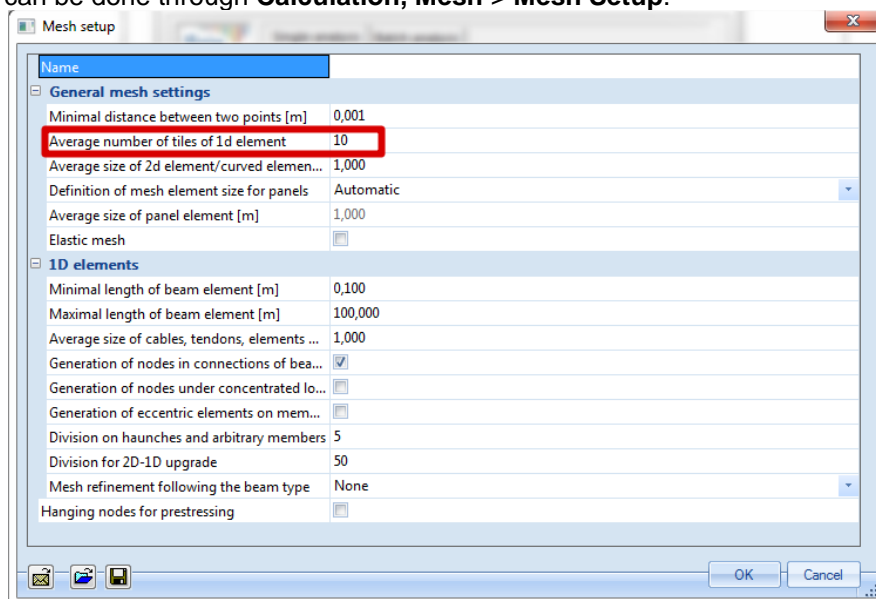 can be done through Calculation, Mesh > Mesh Setup.
Mesh setup
Name
General mesh settings
Minimal distance between two points [m] 0,001
Average number of tiles of 1d element 10
Average size of 2d element/curved elemen... 1,000
Definition of mesh element size for panels Automatic
Average size of panel element [m] 1,000
Elastic mesh
1D elements
Minimal length of beam element [m] 0,100
Maximal length of beam element [m] 100,000
Average size of cables, tendons, elements ... 1,000
Generation of nodes in connections of bea...
Generation of nodes under concentrated lo...
Generation of eccentric elements on mem...
Division on haunches and arbitrary members 5
Division for 2D-1D upgrade 50
Mesh refinement following the beam type None
Hanging nodes for prestressing
OK Cancel